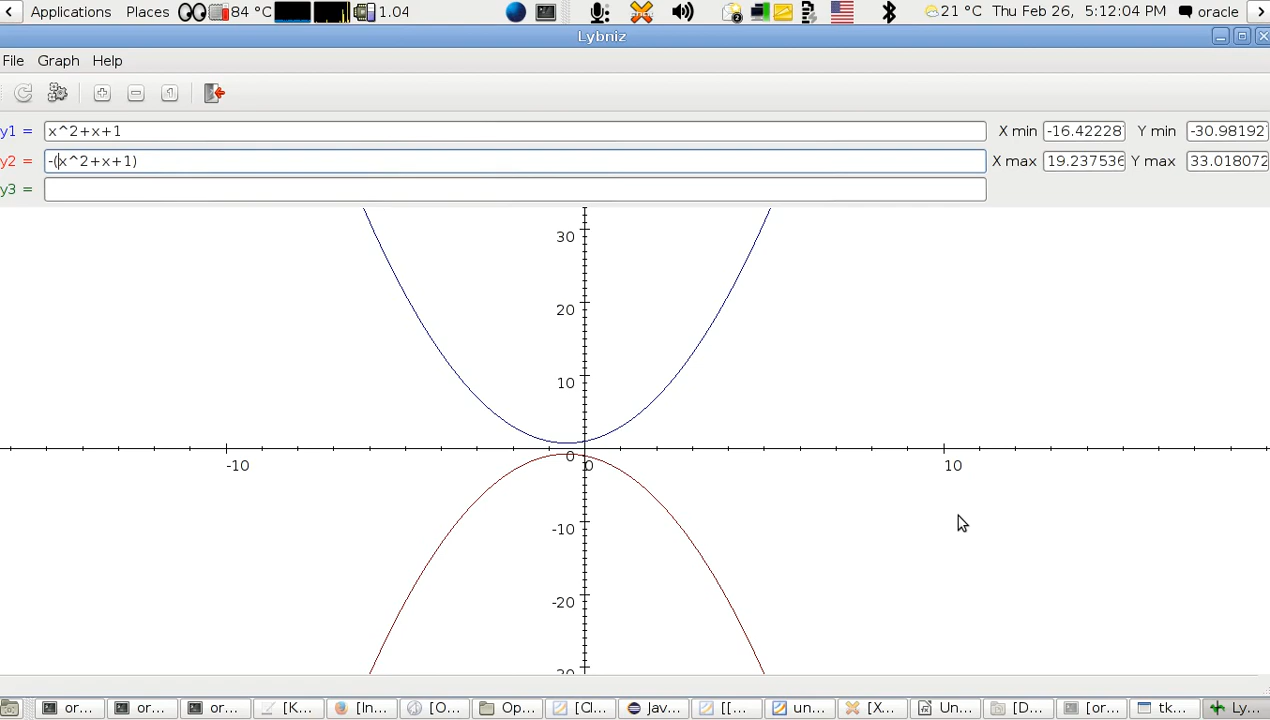 Applications Places 84 °C 1.04 21 °C Thu Feb 26, 5:12:04 PM oracle
Lybniz
File Graph Help
y1 = x^2+x+1 X min -16.42228 Y min -30.98192
y2 = -(x^2+x+1) X max 19.237536 Y max 33.018072
y3 =
30
20
10
0
-10 0 10
-10
-20
-30
or... or... or... [K... [In... [O... Op... [Cl... Jav... [[... un... [X... Un... [D... [or... tk... Ly...